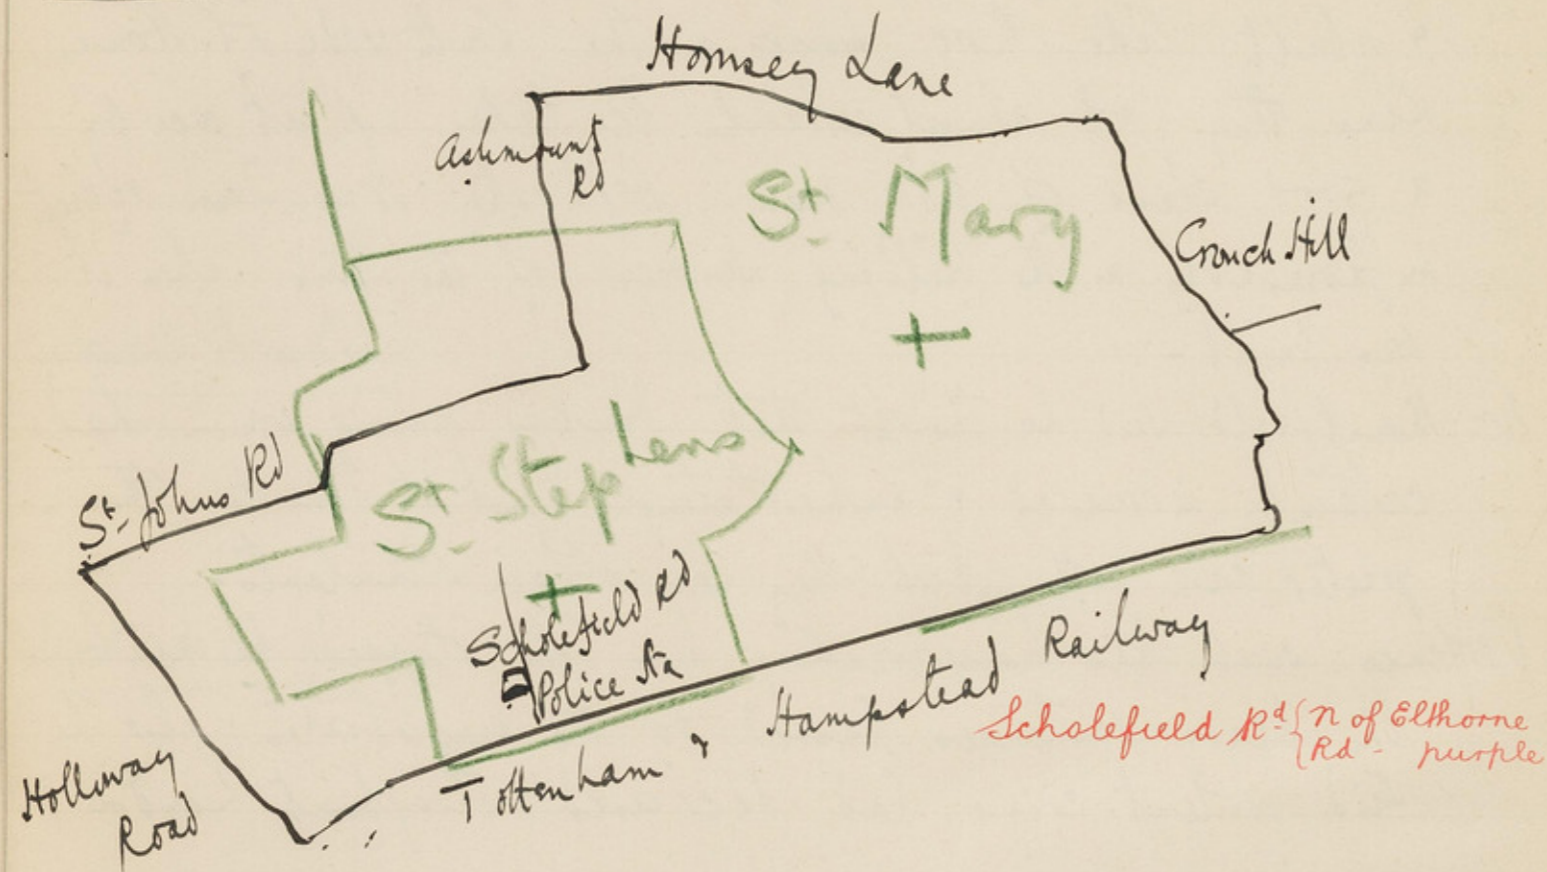 Hornsey Lane
Ashmount
Rd
St. Mary
Crouch Hill
St. Johns Rd
St. Stephens
Scholefield Rd
Police Sta
Tottenham & Hampstead Railway
Holloway
Road
Scholefield Rd { N of Elthorne
Rd - purple